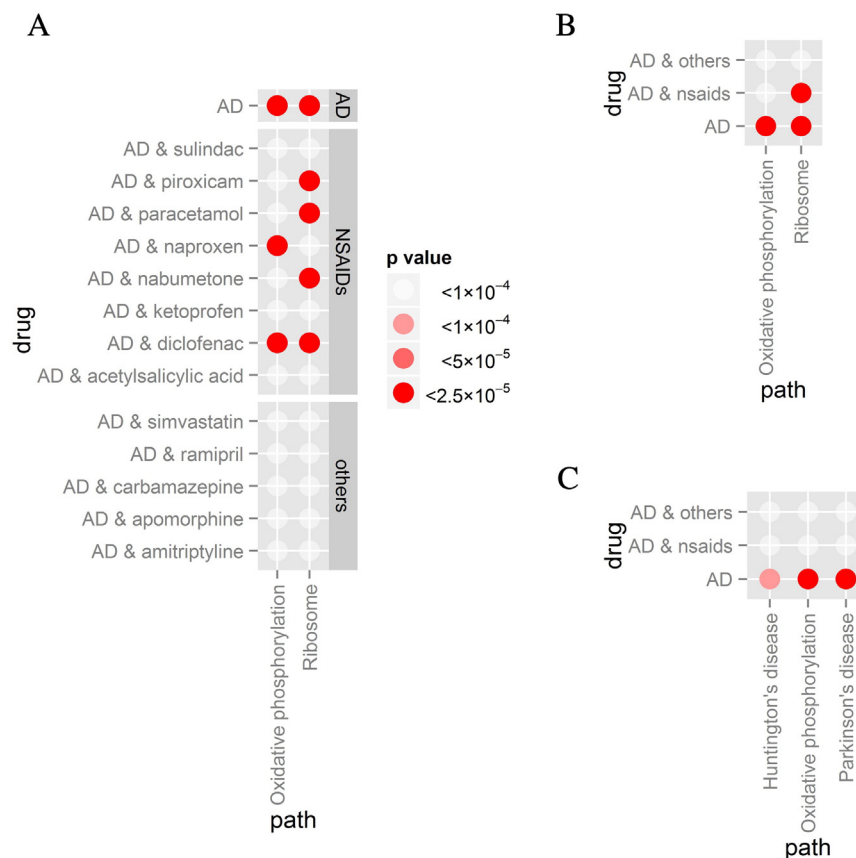 A
AD
AD
AD & sulindac
AD & piroxicam
AD & paracetamol
AD & naproxen
AD & nabumetone
AD & ketoprofen
AD & diclofenac
AD & acetylsalicylic acid
NSAIDs
AD & simvastatin
AD & ramipril
AD & carbamazepine
AD & apomorphine
AD & amitriptyline
others
drug
Oxidative phosphorylation
Ribosome
path
p value
<1×10⁻⁴
<1×10⁻⁴
<5×10⁻⁵
<2.5×10⁻⁵
B
AD & others
AD & nsaids
AD
drug
Oxidative phosphorylation
Ribosome
path
C
AD & others
AD & nsaids
AD
drug
Huntington's disease
Oxidative phosphorylation
Parkinson's disease
path